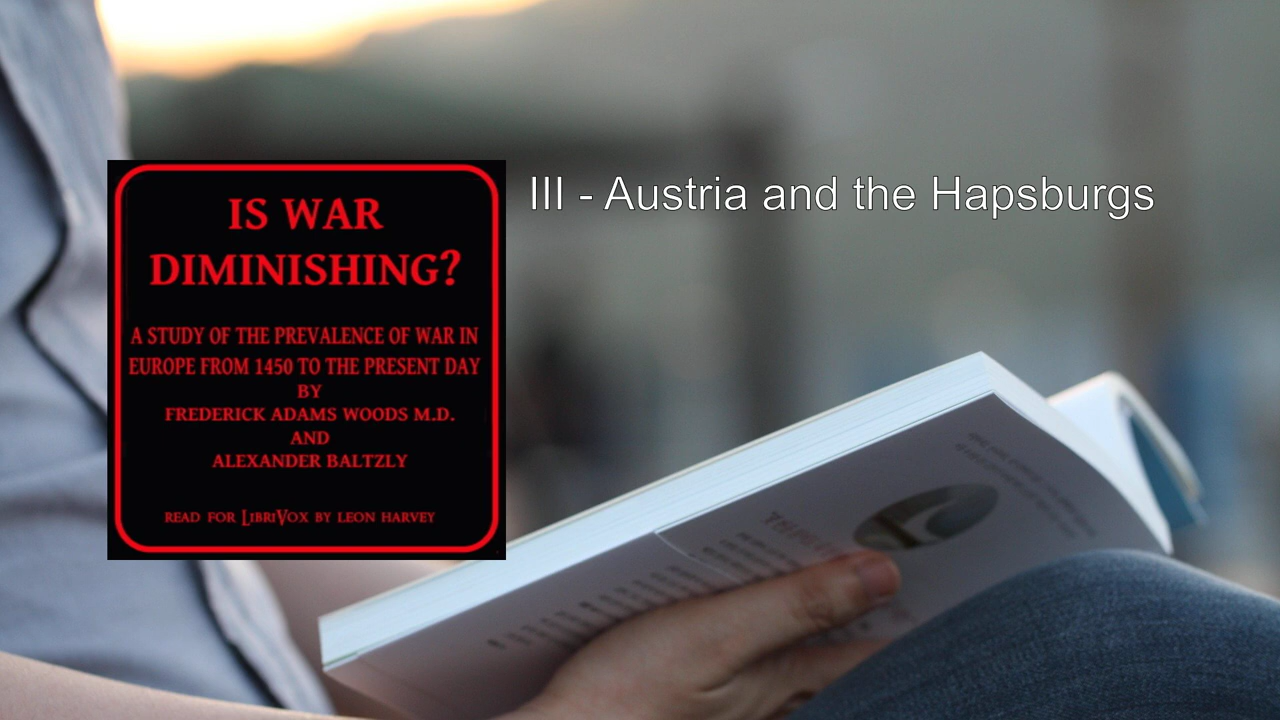 IS WAR
DIMINISHING?
A STUDY OF THE PREVALENCE OF WAR IN
EUROPE FROM 1450 TO THE PRESENT DAY
BY
FREDERICK ADAMS WOODS M.D.
AND
ALEXANDER BALTZLY
READ FOR LIBRIVOX BY LEON HARVEY
III - Austria and the Hapsburgs